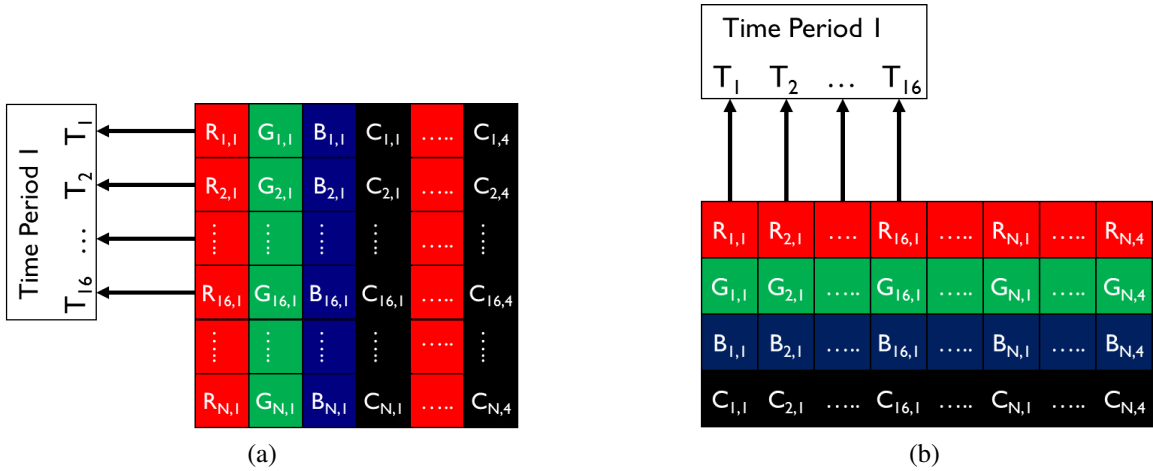 Time Period 1
T1 T2 … T16
R1,1 G1,1 B1,1 C1,1 ….. C1,4
R2,1 G2,1 B2,1 C2,1 ….. C2,4
….. ….. ….. ….. ….. …..
R16,1 G16,1 B16,1 C16,1 ….. C16,4
….. ….. ….. ….. ….. …..
RN,1 GN,1 BN,1 CN,1 ….. CN,4
(a)
Time Period 1
T1 T2 … T16
R1,1 R2,1 …. R16,1 ….. RN,1 ….. RN,4
G1,1 G2,1 ….. G16,1 ….. GN,1 ….. GN,4
B1,1 B2,1 ….. B16,1 ….. BN,1 ….. BN,4
C1,1 C2,1 ….. C16,1 ….. CN,1 ….. CN,4
(b)